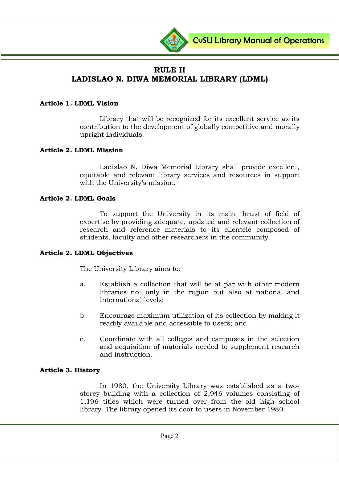 CvSU Library Manual of Operations
RULE II
LADISLAO N. DIWA MEMORIAL LIBRARY (LDML)
Article 1. LDML Vision
Library that will be recognized for its excellent service as its
contribution to the development of globally competitive and morally
upright individuals.
Article 2. LDML Mission
Ladislao N. Diwa Memorial Library shall provide excellent,
equitable and relevant library services and resources in support
with the University's mission.
Article 2. LDML Goals
To support the University in its main thrust of field of
expertise by providing adequate, updated and relevant collection of
research and reference materials to its clientele composed of
students, faculty and other researchers in the community.
Article 2. LDML Objectives
The University Library aims to:
a. Establish a collection that will be at par with other modern
libraries not only in the region but also at national and
international levels;
b. Encourage maximum utilization of its collection by making it
readily available and accessible to users; and
c. Coordinate with all colleges and campuses in the selection
and acquisition of materials needed to supplement research
and instruction.
Article 3. History
In 1980, the University Library was established as a two-
storey building with a collection of 2,946 volumes consisting of
1,196 titles which were turned over from the old high school
library. The library opened its door to users in November 1980.
Page 2